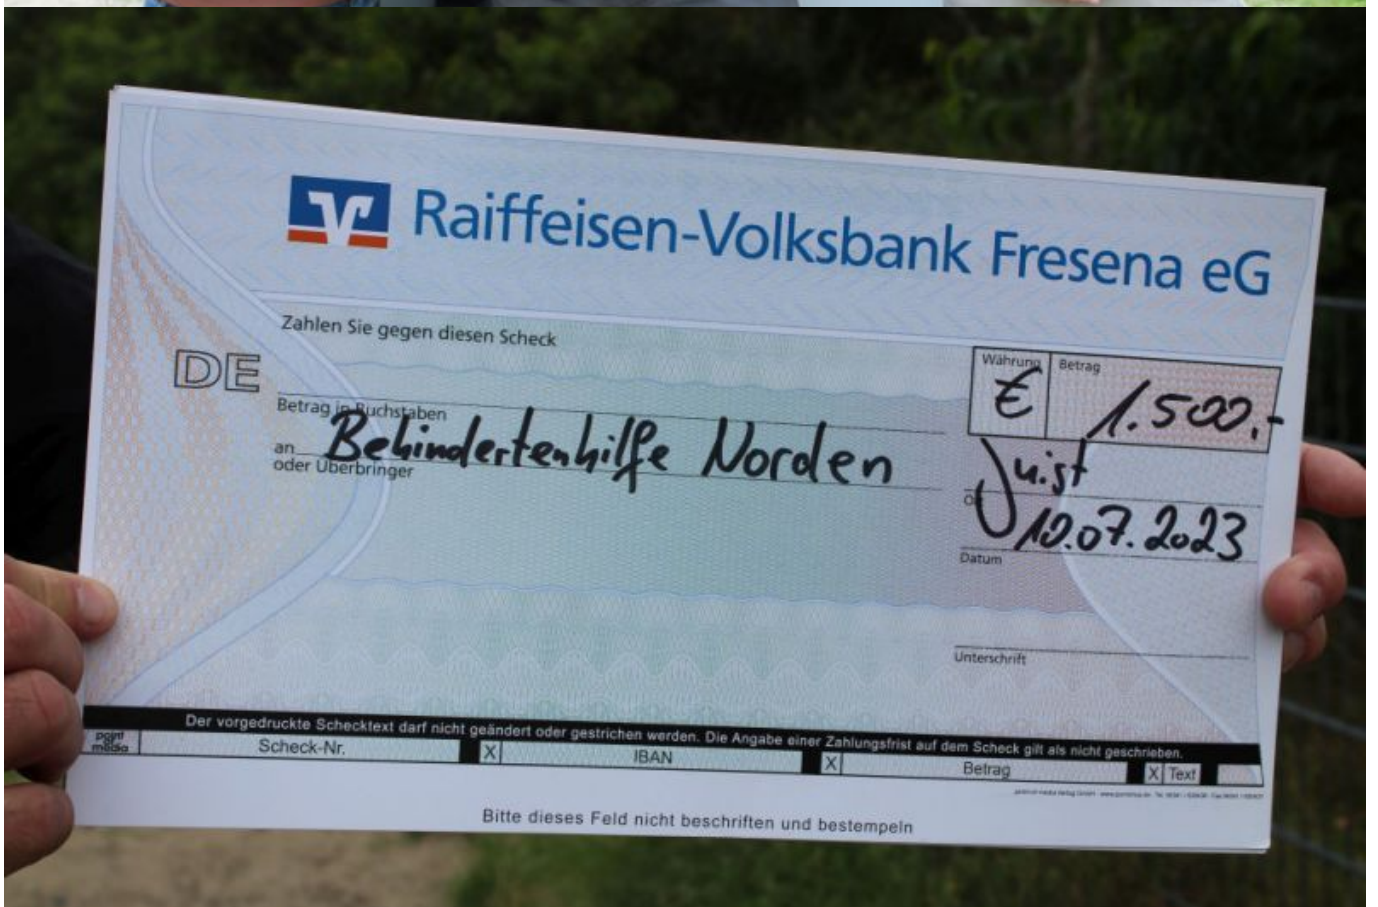 Raiffeisen-Volksbank Fresena eG
Zahlen Sie gegen diesen Scheck
DE
Währung
Betrag
€
1.500.-
Betrag in Buchstaben
an Behindertenhilfe Norden
oder Überbringer
Juist
10.07.2023
Datum
Unterschrift
Der vorgedruckte Schecktext darf nicht geändert oder gestrichen werden. Die Angabe einer Zahlungsfrist auf dem Scheck gilt als nicht geschrieben.
point of media
Scheck-Nr. X IBAN X Betrag X Text
Bitte dieses Feld nicht beschriften und bestempeln